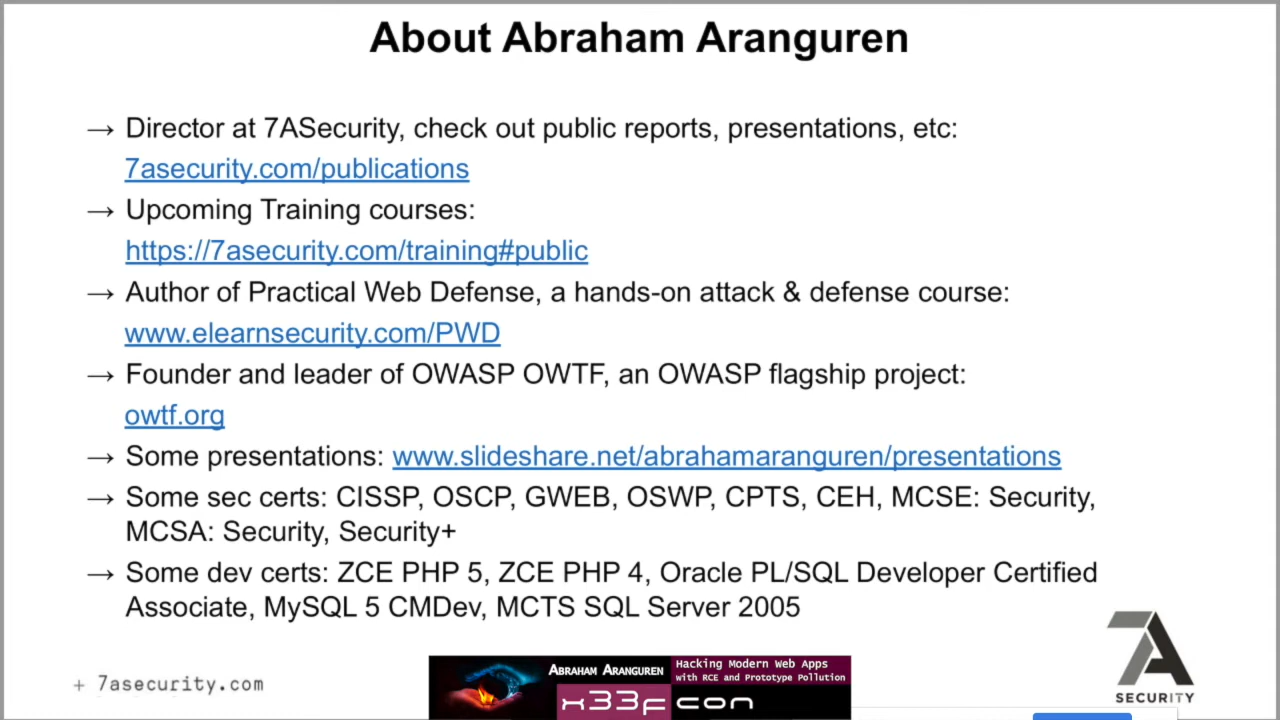 About Abraham Aranguren
→ Director at 7ASecurity, check out public reports, presentations, etc:
7asecurity.com/publications
→ Upcoming Training courses:
https://7asecurity.com/training#public
→ Author of Practical Web Defense, a hands-on attack & defense course:
www.elearnsecurity.com/PWD
→ Founder and leader of OWASP OWTF, an OWASP flagship project:
owtf.org
→ Some presentations: www.slideshare.net/abrahamaranguren/presentations
→ Some sec certs: CISSP, OSCP, GWEB, OSWP, CPTS, CEH, MCSE: Security,
MCSA: Security, Security+
→ Some dev certs: ZCE PHP 5, ZCE PHP 4, Oracle PL/SQL Developer Certified
Associate, MySQL 5 CMDev, MCTS SQL Server 2005
+ 7asecurity.com
ABRAHAM ARANGUREN
Hacking Modern Web Apps
with RCE and Prototype Pollution
x33fcon
7A
SECURITY